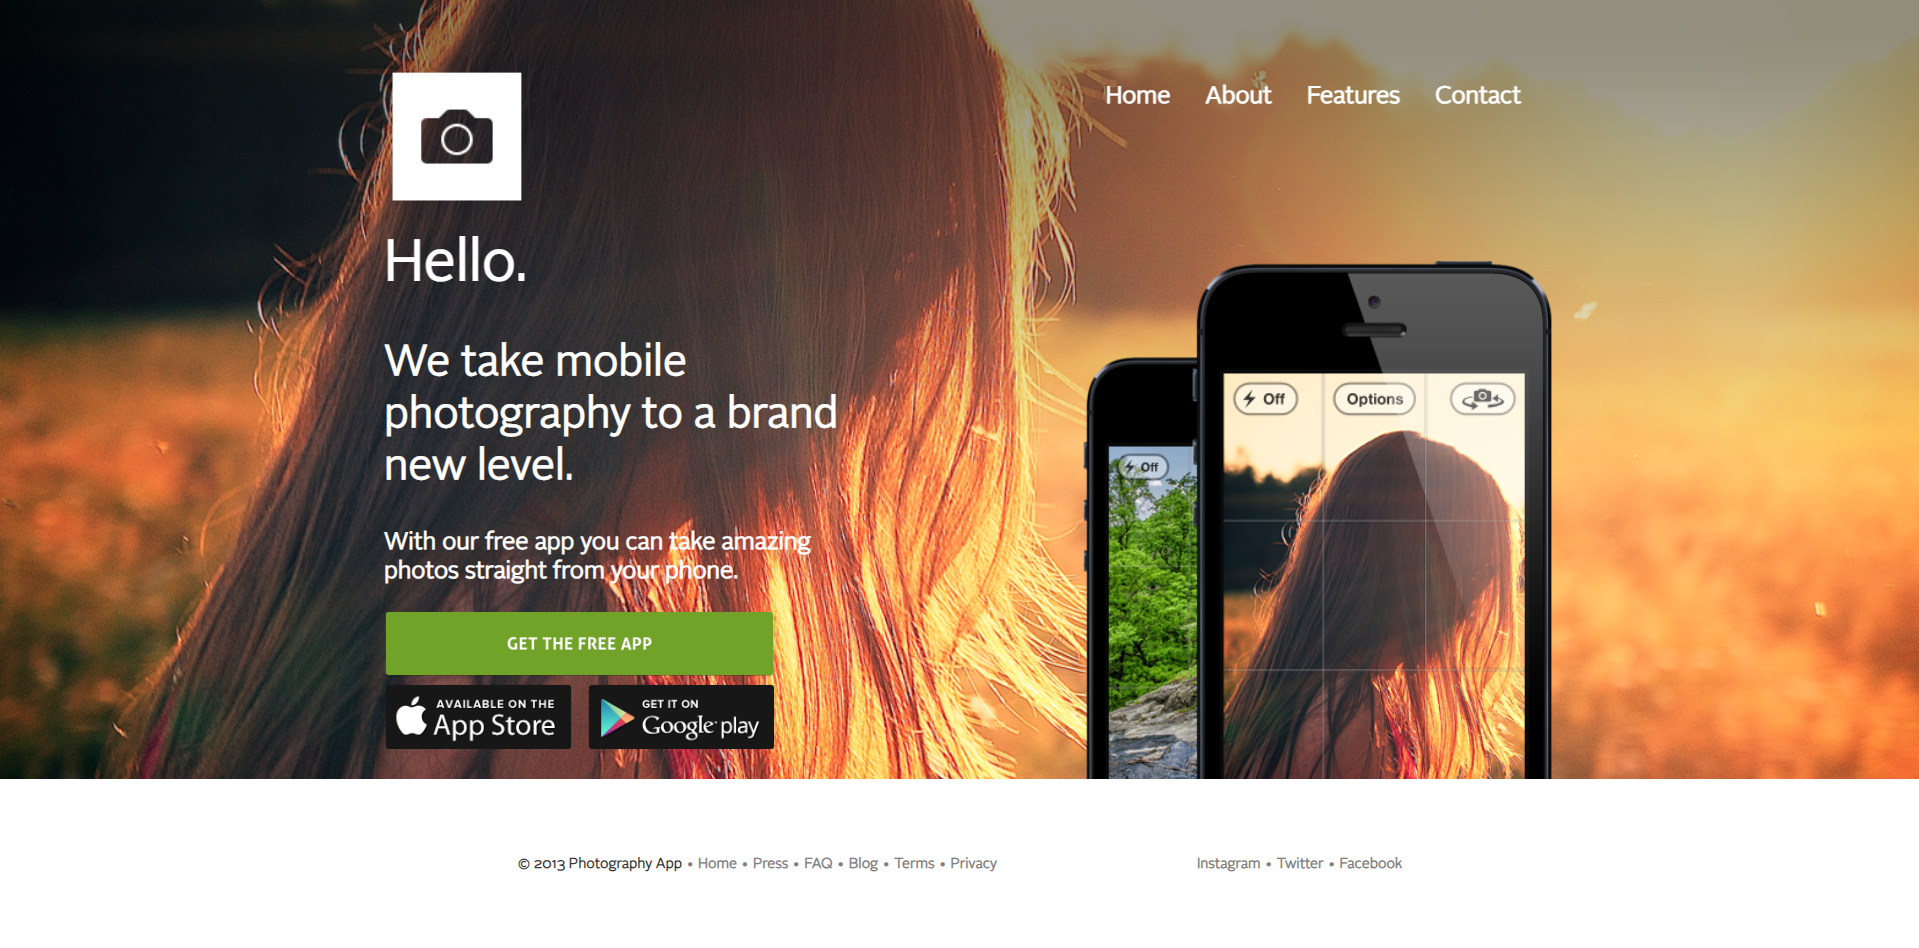 Home About Features Contact
Hello.
We take mobile
photography to a brand
new level.
With our free app you can take amazing
photos straight from your phone.
GET THE FREE APP
AVAILABLE ON THE
App Store
GET IT ON
Google play
Off
Off Options
© 2013 Photography App • Home • Press • FAQ • Blog • Terms • Privacy
Instagram • Twitter • Facebook